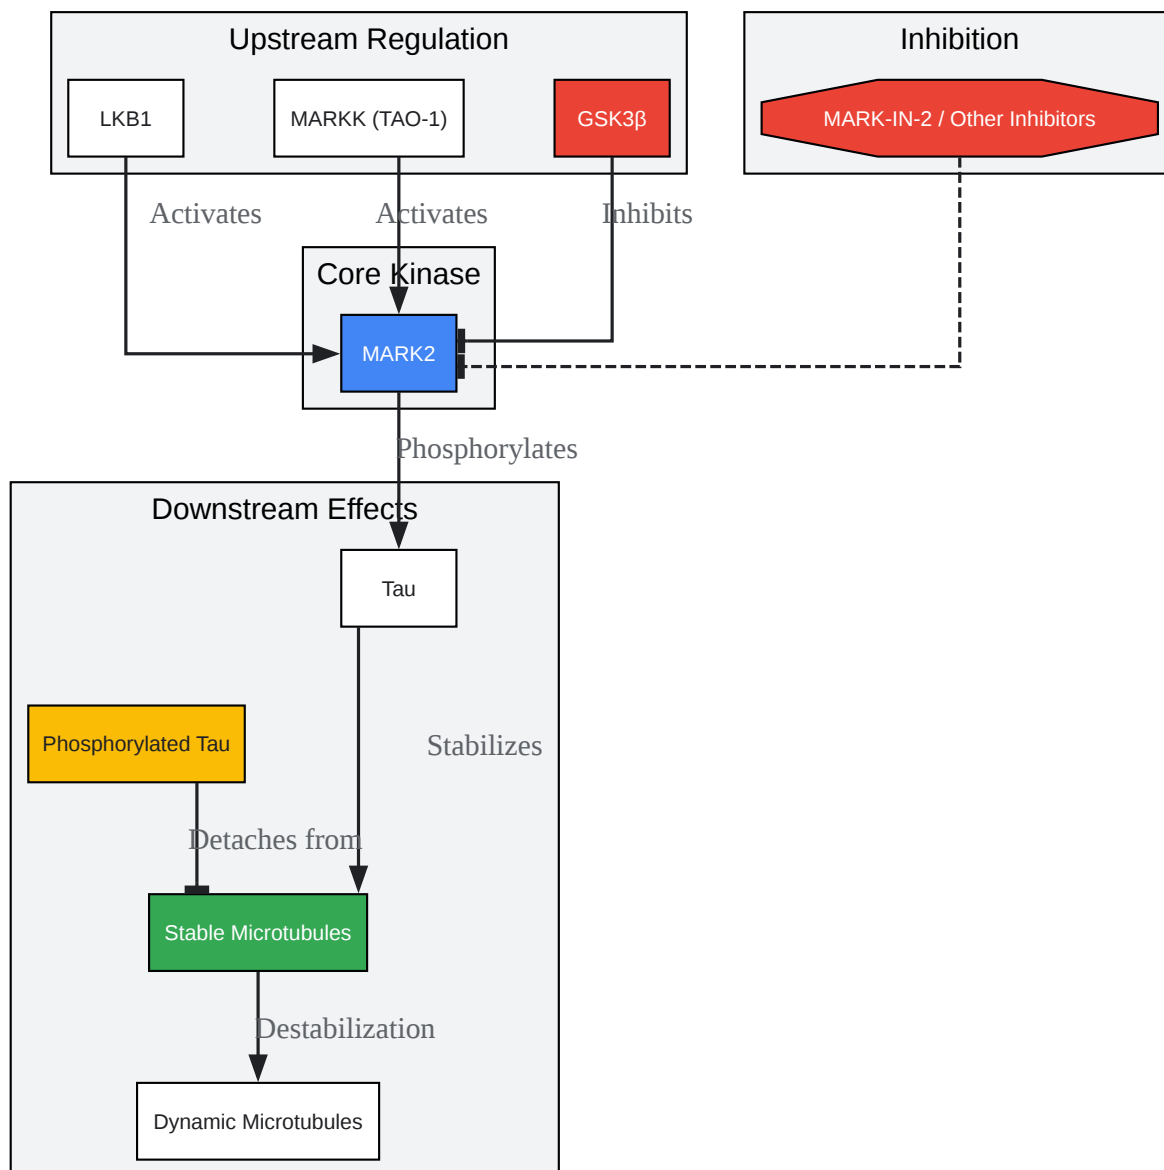 Upstream Regulation
Inhibition
LKB1
MARKK (TAO-1)
GSK3β
MARK-IN-2 / Other Inhibitors
Activates
Activates
Inhibits
Core Kinase
MARK2
Phosphorylates
Downstream Effects
Tau
Phosphorylated Tau
Stabilizes
Detaches from
Stable Microtubules
Destabilization
Dynamic Microtubules